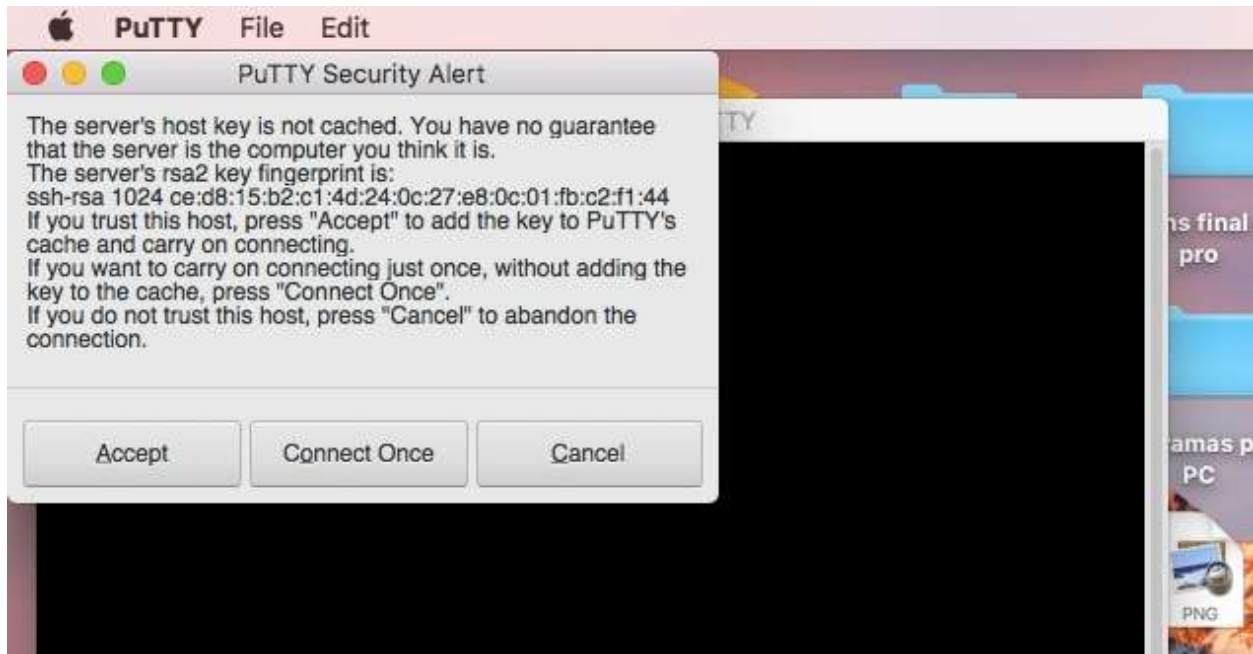 PuTTY File Edit
PuTTY Security Alert
The server's host key is not cached. You have no guarantee
that the server is the computer you think it is.
The server's rsa2 key fingerprint is:
ssh-rsa 1024 ce:d8:15:b2:c1:4d:24:0c:27:e8:0c:01:fb:c2:f1:44
If you trust this host, press "Accept" to add the key to PuTTY's
cache and carry on connecting.
If you want to carry on connecting just once, without adding the
key to the cache, press "Connect Once".
If you do not trust this host, press "Cancel" to abandon the
connection.
Accept Connect Once Cancel
TY
ns final
pro
amas p
PC
PNG